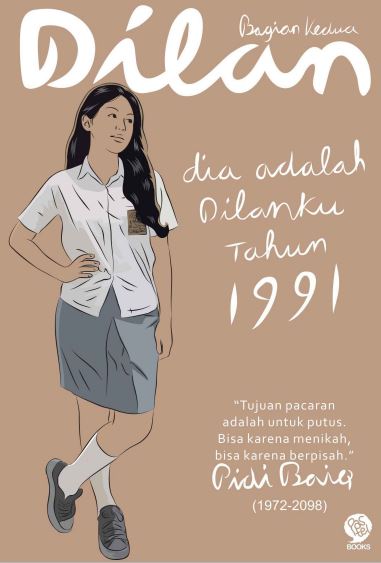 Bagian Kedua
Dilan
dia adalah
Dilanku
Tahun
1991
“Tujuan pacaran
adalah untuk putus.
Bisa karena menikah,
bisa karena berpisah.”
Pidi Baiq
(1972-2098)
BOOKS